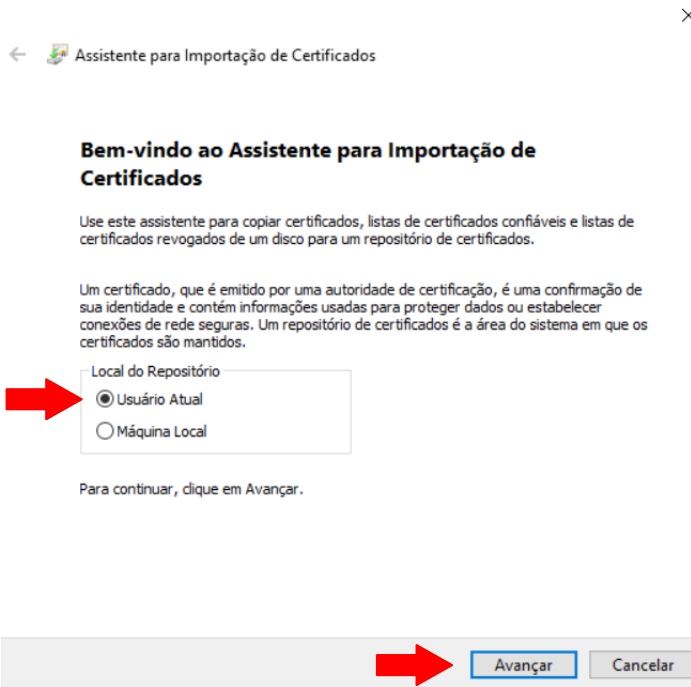 Assistente para Importação de Certificados
Bem-vindo ao Assistente para Importação de
Certificados
Use este assistente para copiar certificados, listas de certificados confiáveis e listas de
certificados revogados de um disco para um repositório de certificados.
Um certificado, que é emitido por uma autoridade de certificação, é uma confirmação de
sua identidade e contém informações usadas para proteger dados ou estabelecer
conexões de rede seguras. Um repositório de certificados é a área do sistema em que os
certificados são mantidos.
Local do Repositório
Usuário Atual
Máquina Local
Para continuar, clique em Avançar.
Avançar
Cancelar